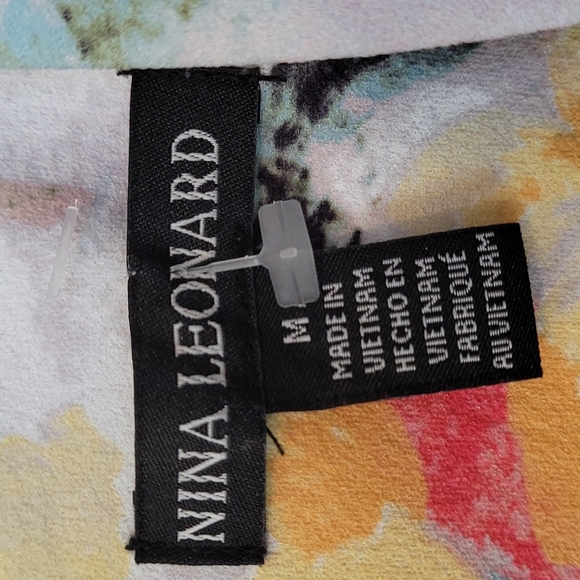 NINA LEONARD
M
MADE IN
VIETNAM
HECHO EN
VIETNAM
FABRIQUÉ
AU VIETNAM